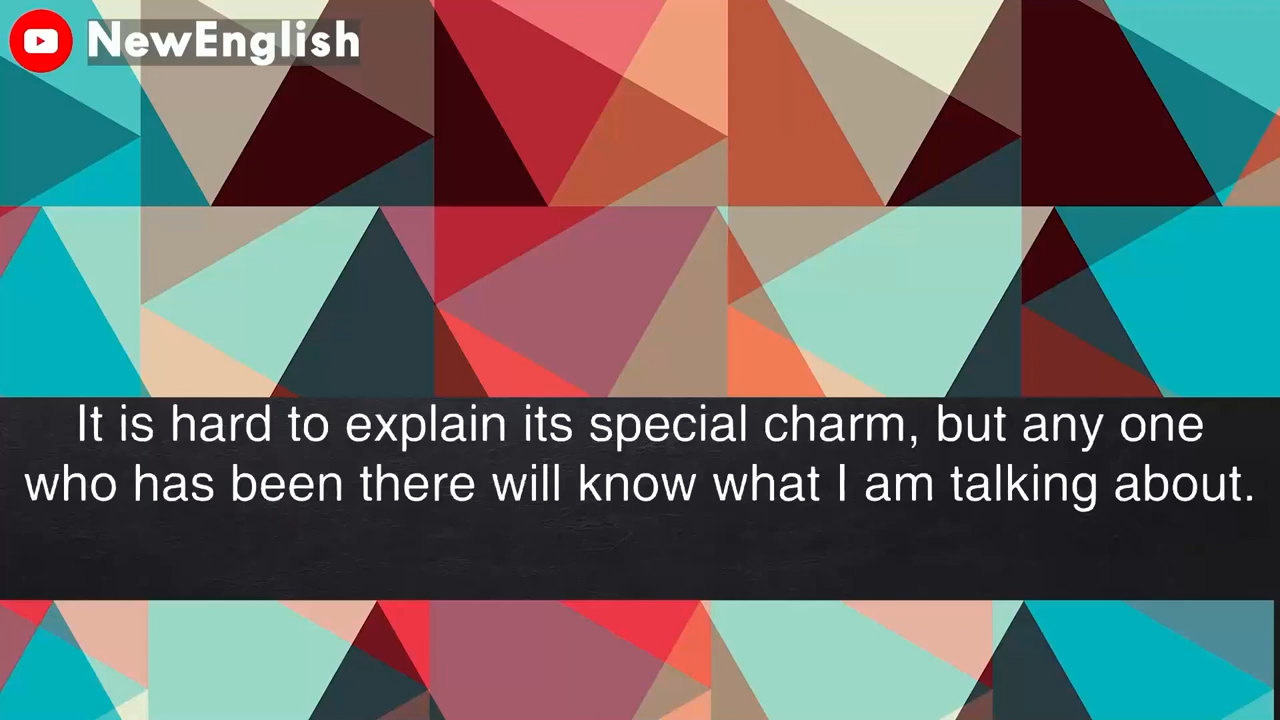 NewEnglish
It is hard to explain its special charm, but any one
who has been there will know what I am talking about.